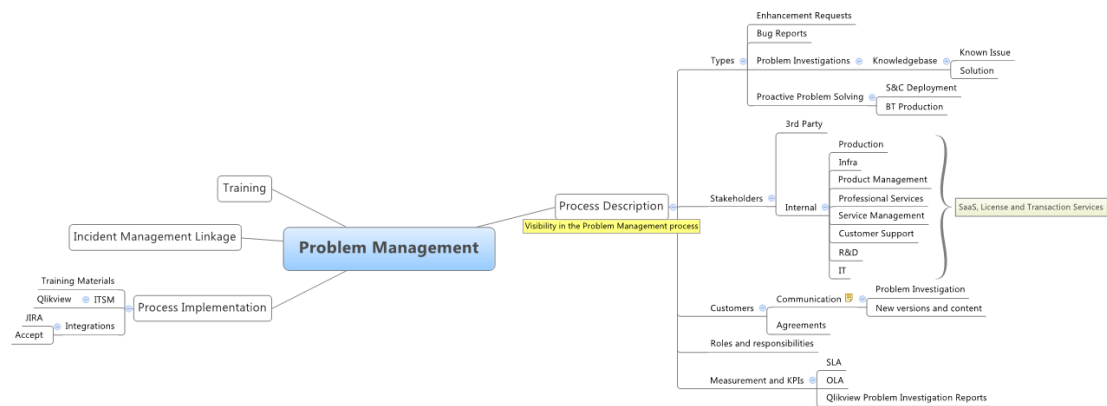 Problem Management
Training
Incident Management Linkage
Process Implementation
Training Materials
ITSM
Qlikview
Integrations
JIRA
Accept
Process Description
Visibility in the Problem Management process
Types
Enhancement Requests
Bug Reports
Problem Investigations
Knowledgebase
Known Issue
Solution
Proactive Problem Solving
S&C Deployment
BT Production
Stakeholders
3rd Party
Internal
Production
Infra
Product Management
Professional Services
Service Management
Customer Support
R&D
IT
SaaS, License and Transaction Services
Customers
Communication
Problem Investigation
New versions and content
Agreements
Roles and responsibilities
Measurement and KPIs
SLA
OLA
Qlikview Problem Investigation Reports